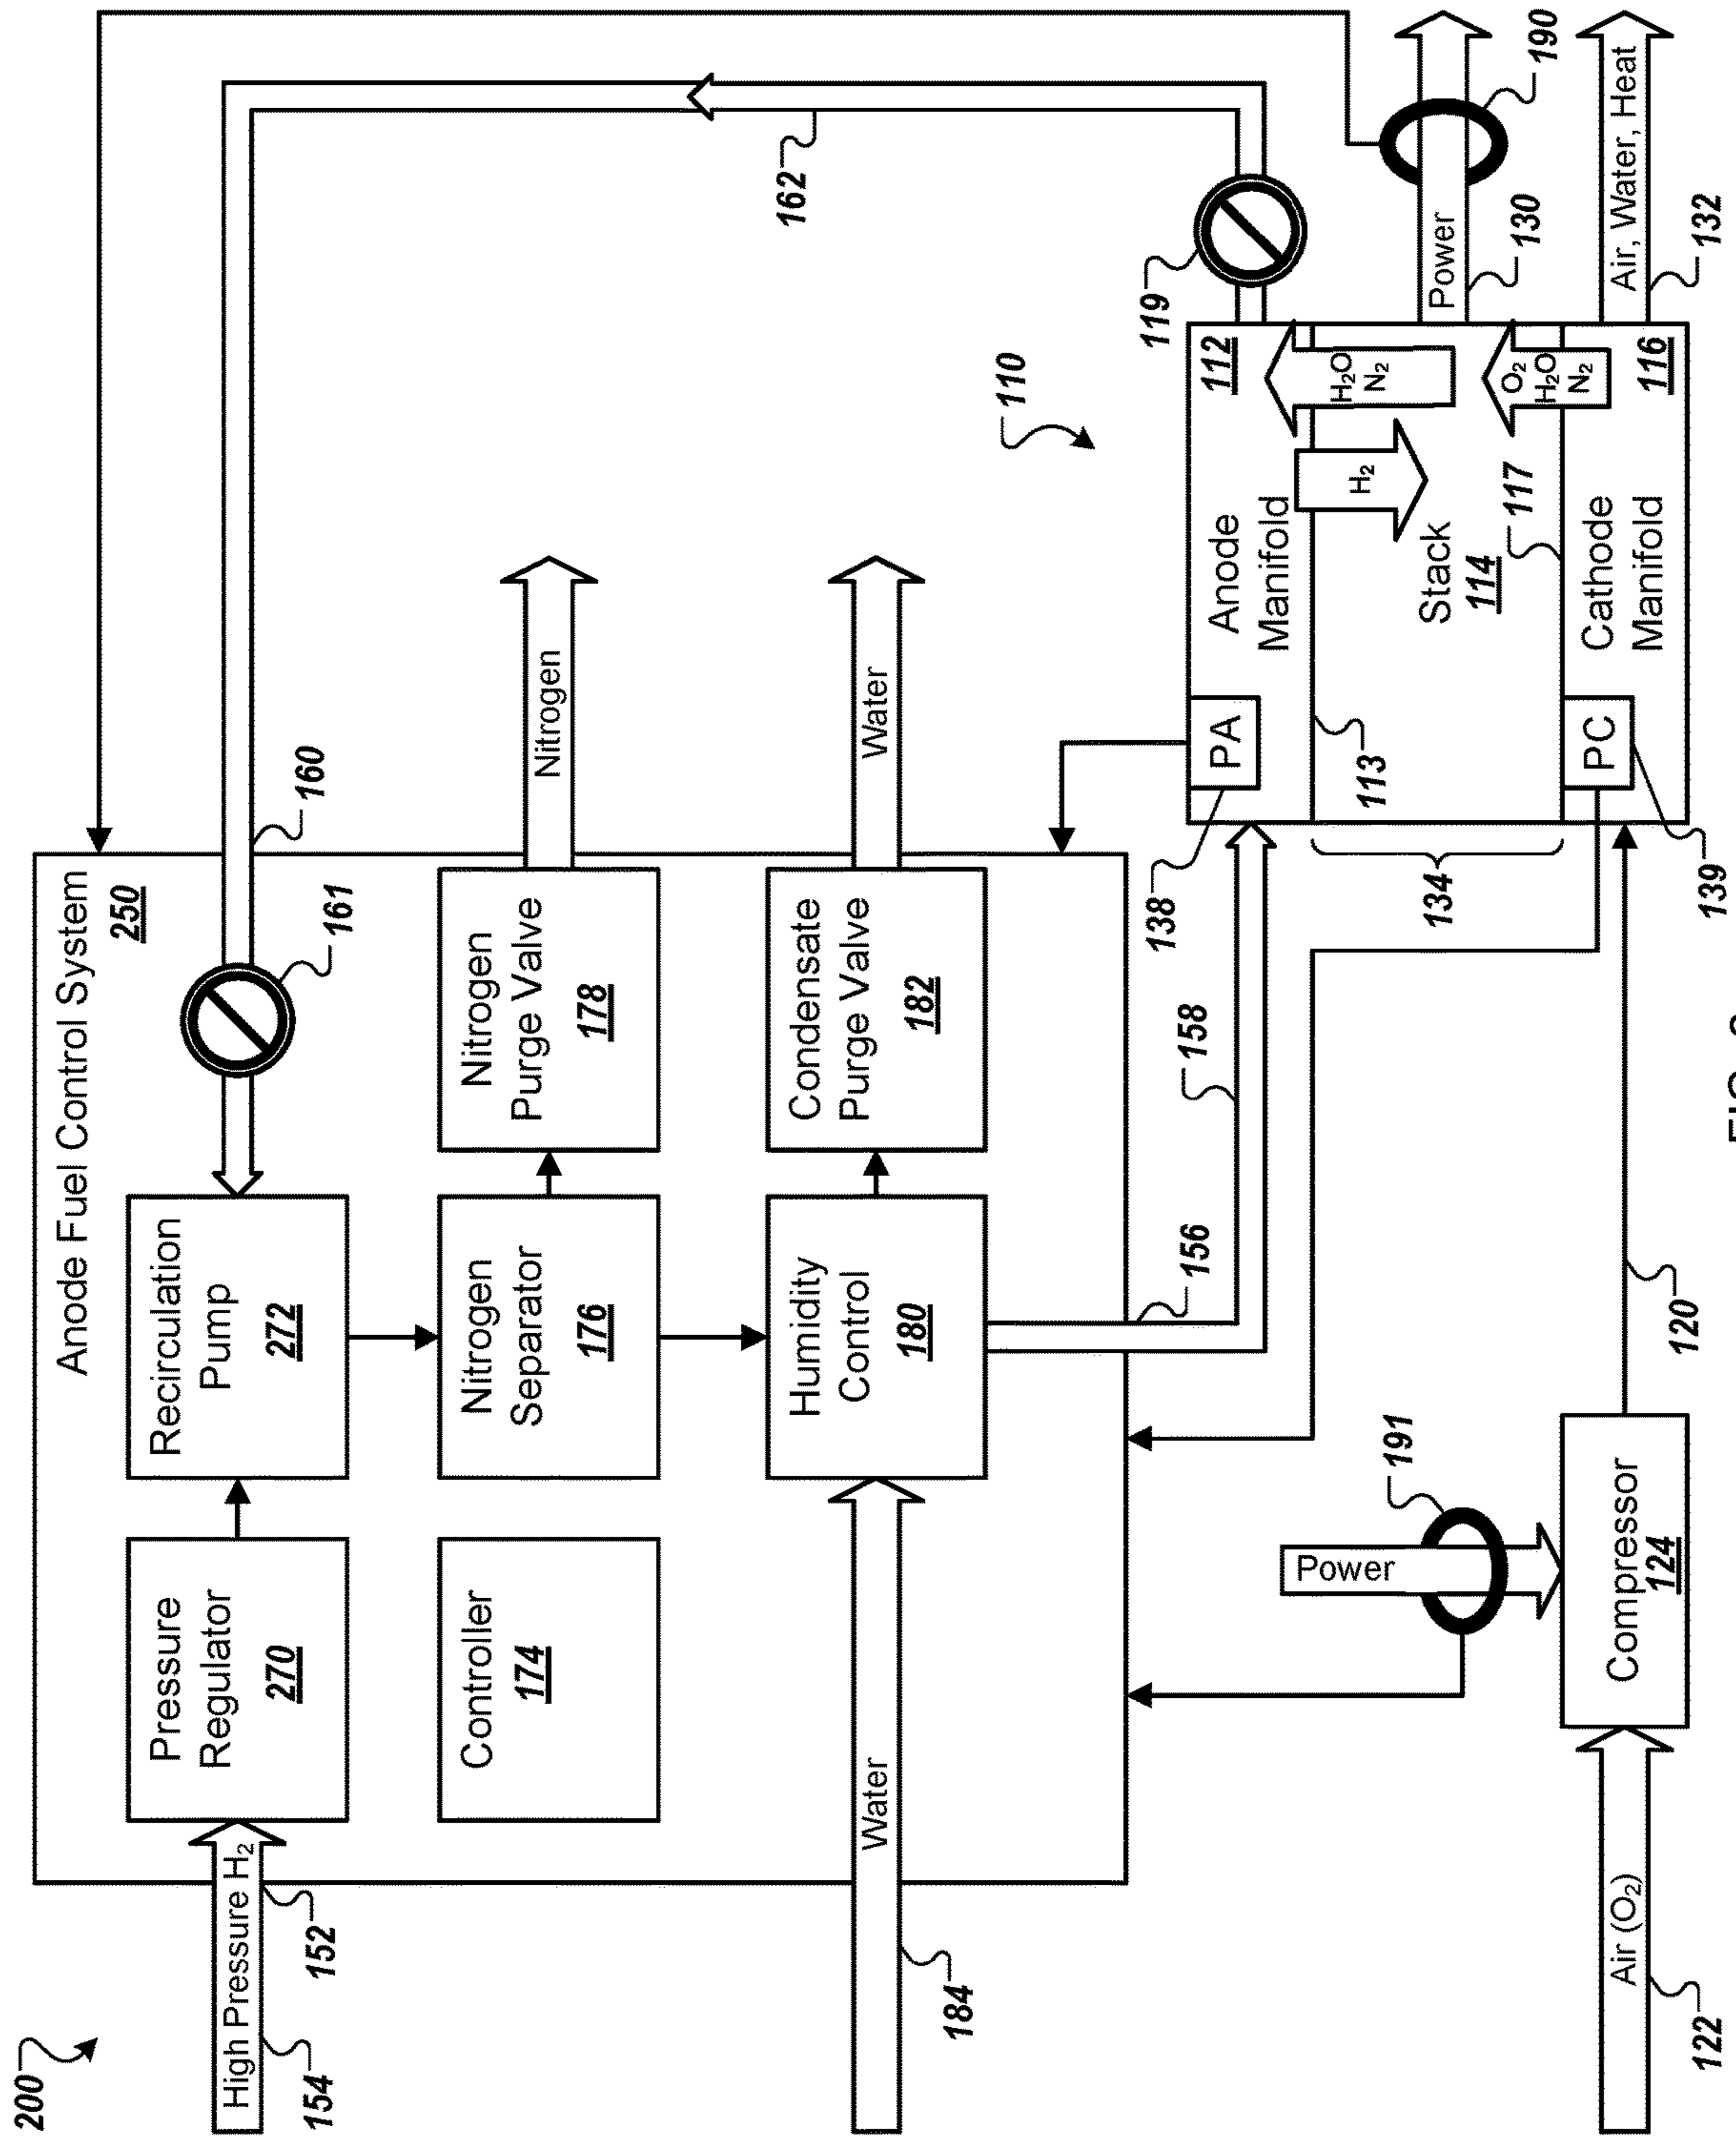 200
Anode Fuel Control System
250
High Pressure H₂
154
152
Pressure
Regulator
270
Recirculation
Pump
272
161
160
162
Controller
174
Nitrogen
Separator
176
Nitrogen
Purge Valve
178
Nitrogen
Water
184
Humidity
Control
180
Condensate
Purge Valve
182
Water
156
158
110
119
138
PA
Anode
Manifold
112
113
H₂
H₂O
N₂
134
Stack
114
117
Power
130
190
O₂
H₂O
N₂
PC
139
Cathode
Manifold
116
Air, Water, Heat
132
Power
191
Air (O₂)
122
Compressor
124
120